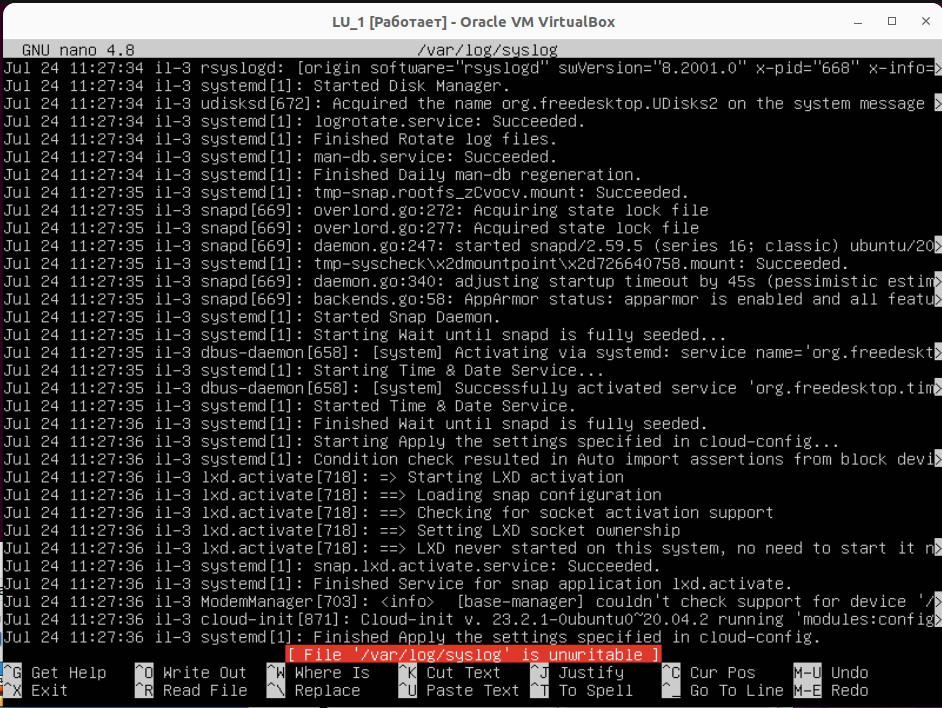 LU_1 [Работает] - Oracle VM VirtualBox
GNU nano 4.8 /var/log/syslog
Jul 24 11:27:34 il-3 rsyslogd: [origin software="rsyslogd" swVersion="8.2001.0" x-pid="668" x-info=>
Jul 24 11:27:34 il-3 systemd[1]: Started Disk Manager.
Jul 24 11:27:34 il-3 udisksd[672]: Acquired the name org.freedesktop.UDisks2 on the system message >
Jul 24 11:27:34 il-3 systemd[1]: logrotate.service: Succeeded.
Jul 24 11:27:34 il-3 systemd[1]: Finished Rotate log files.
Jul 24 11:27:34 il-3 systemd[1]: man-db.service: Succeeded.
Jul 24 11:27:34 il-3 systemd[1]: Finished Daily man-db regeneration.
Jul 24 11:27:35 il-3 systemd[1]: tmp-snap.rootfs_zCvocv.mount: Succeeded.
Jul 24 11:27:35 il-3 snapd[669]: overlord.go:272: Acquiring state lock file
Jul 24 11:27:35 il-3 snapd[669]: overlord.go:277: Acquired state lock file
Jul 24 11:27:35 il-3 snapd[669]: daemon.go:247: started snapd/2.59.5 (series 16; classic) ubuntu/20>
Jul 24 11:27:35 il-3 systemd[1]: tmp-syscheck\x2dmountpoint\x2d726640758.mount: Succeeded.
Jul 24 11:27:35 il-3 snapd[669]: daemon.go:340: adjusting startup timeout by 45s (pessimistic estim>
Jul 24 11:27:35 il-3 snapd[669]: backends.go:58: AppArmor status: apparmor is enabled and all featu>
Jul 24 11:27:35 il-3 systemd[1]: Started Snap Daemon.
Jul 24 11:27:35 il-3 systemd[1]: Starting Wait until snapd is fully seeded...
Jul 24 11:27:35 il-3 dbus-daemon[658]: [system] Activating via systemd: service name='org.freedeskt>
Jul 24 11:27:35 il-3 systemd[1]: Starting Time & Date Service...
Jul 24 11:27:35 il-3 dbus-daemon[658]: [system] Successfully activated service 'org.freedesktop.tim>
Jul 24 11:27:35 il-3 systemd[1]: Started Time & Date Service.
Jul 24 11:27:36 il-3 systemd[1]: Finished Wait until snapd is fully seeded.
Jul 24 11:27:36 il-3 systemd[1]: Starting Apply the settings specified in cloud-config...
Jul 24 11:27:36 il-3 systemd[1]: Condition check resulted in Auto import assertions from block devi>
Jul 24 11:27:36 il-3 lxd.activate[718]: => Starting LXD activation
Jul 24 11:27:36 il-3 lxd.activate[718]: ==> Loading snap configuration
Jul 24 11:27:36 il-3 lxd.activate[718]: ==> Checking for socket activation support
Jul 24 11:27:36 il-3 lxd.activate[718]: ==> Setting LXD socket ownership
Jul 24 11:27:36 il-3 lxd.activate[718]: ==> LXD never started on this system, no need to start it n>
Jul 24 11:27:36 il-3 systemd[1]: snap.lxd.activate.service: Succeeded.
Jul 24 11:27:36 il-3 systemd[1]: Finished Service for snap application lxd.activate.
Jul 24 11:27:36 il-3 ModemManager[703]: <info>  [base-manager] couldn't check support for device '/>
Jul 24 11:27:36 il-3 cloud-init[871]: Cloud-init v. 23.2.1-0ubuntu0~20.04.2 running 'modules:config>
Jul 24 11:27:36 il-3 systemd[1]: Finished Apply the settings specified in cloud-config.
[ File '/var/log/syslog' is unwritable ]
^G Get Help ^O Write Out ^W Where Is ^K Cut Text ^J Justify ^C Cur Pos M-U Undo
^X Exit ^R Read File ^\ Replace ^U Paste Text ^T To Spell ^_ Go To Line M-E Redo